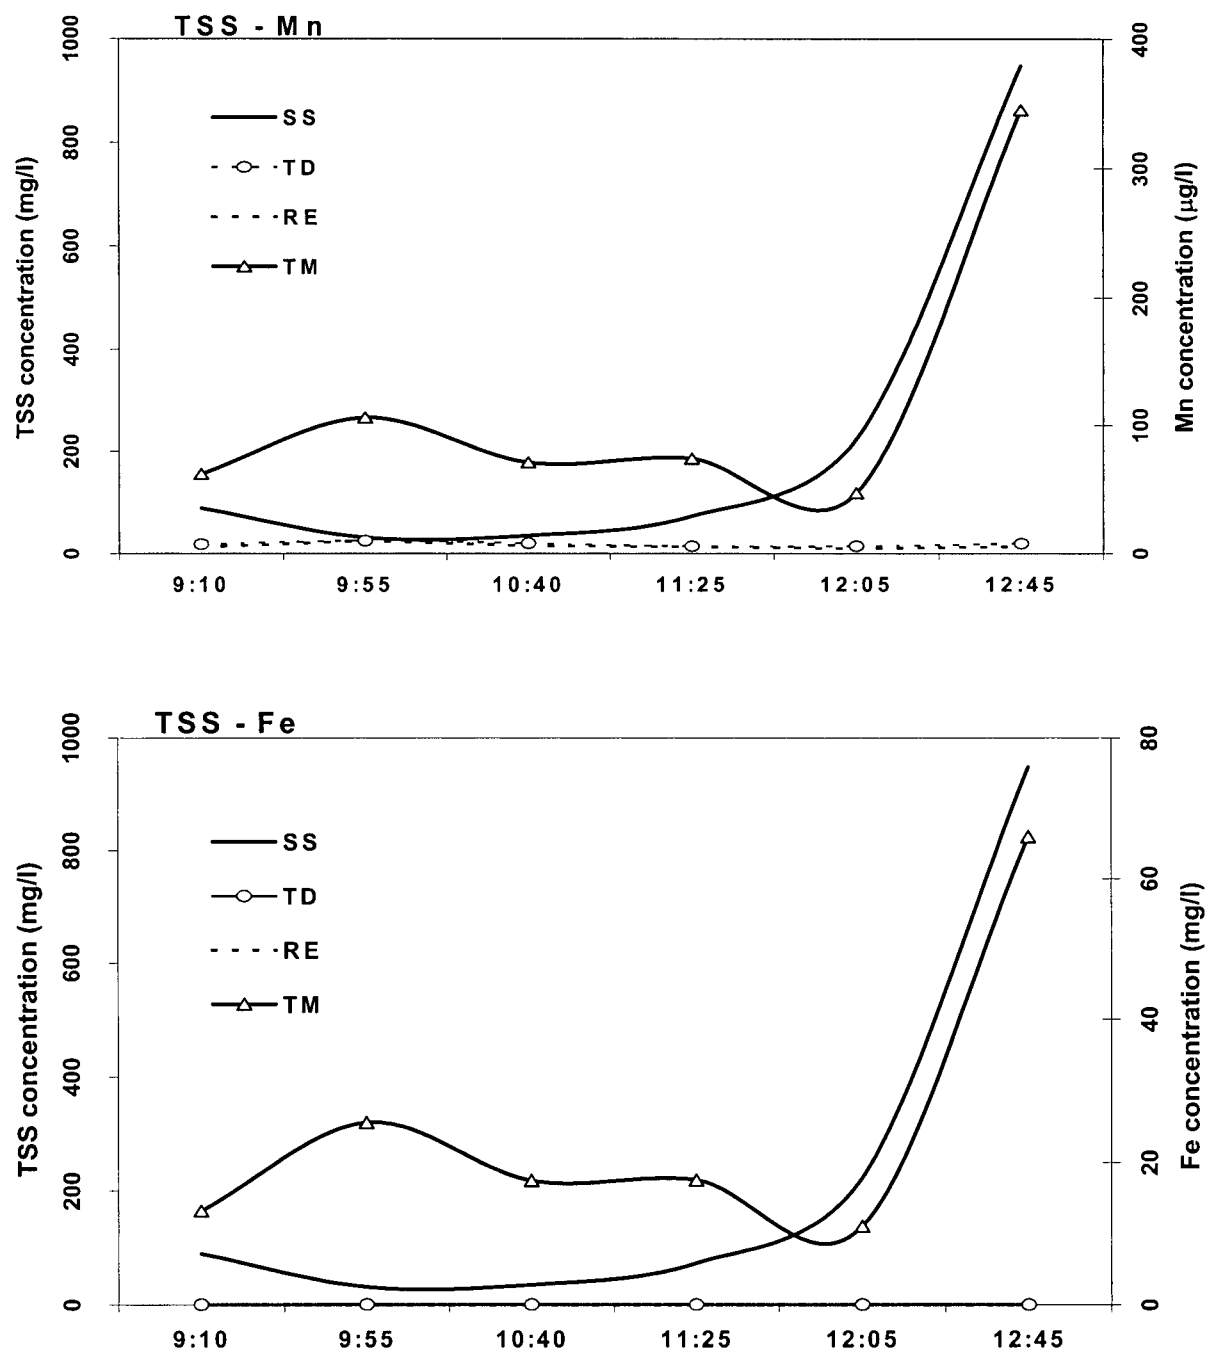 TSS - Mn
1000
800
600
400
200
0
TSS concentration (mg/l)
400
300
200
100
0
Mn concentration (µg/l)
SS
TD
RE
TM
9:10 9:55 10:40 11:25 12:05 12:45
TSS - Fe
1000
800
600
400
200
0
TSS concentration (mg/l)
80
60
40
20
0
Fe concentration (mg/l)
SS
TD
RE
TM
9:10 9:55 10:40 11:25 12:05 12:45